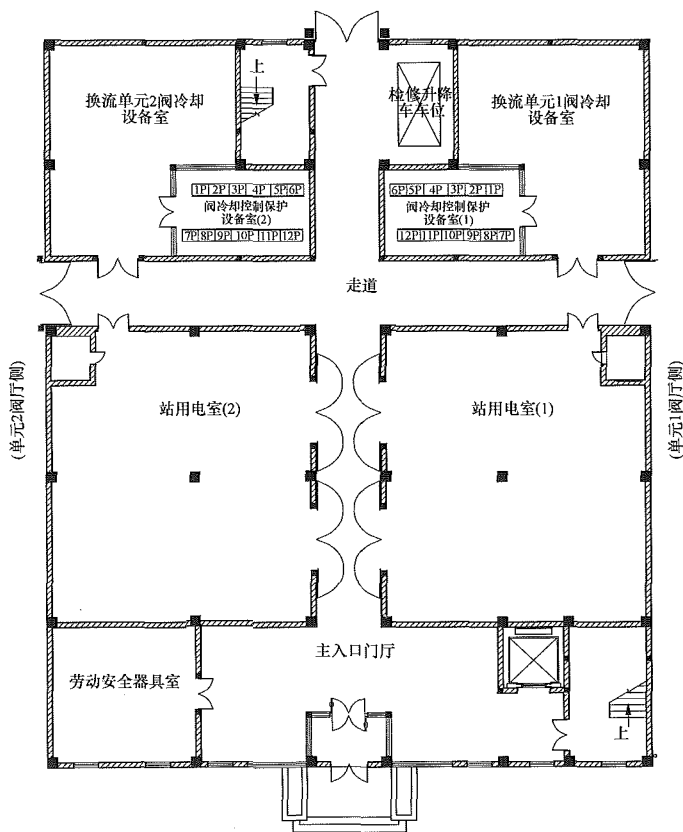 上
换流单元2阀冷却
设备室
检修升降
车车位
换流单元1阀冷却
设备室
1P 2P 3P 4P 5P 6P
阀冷却控制保护
设备室(2)
7P 8P 9P 10P 11P 12P
6P 5P 4P 3P 2P 1P
阀冷却控制保护
设备室(1)
12P 11P 10P 9P 8P 7P
走道
(单元2阀厅侧)
站用电室(2)
站用电室(1)
(单元1阀厅侧)
主入口门厅
劳动安全器具室
上